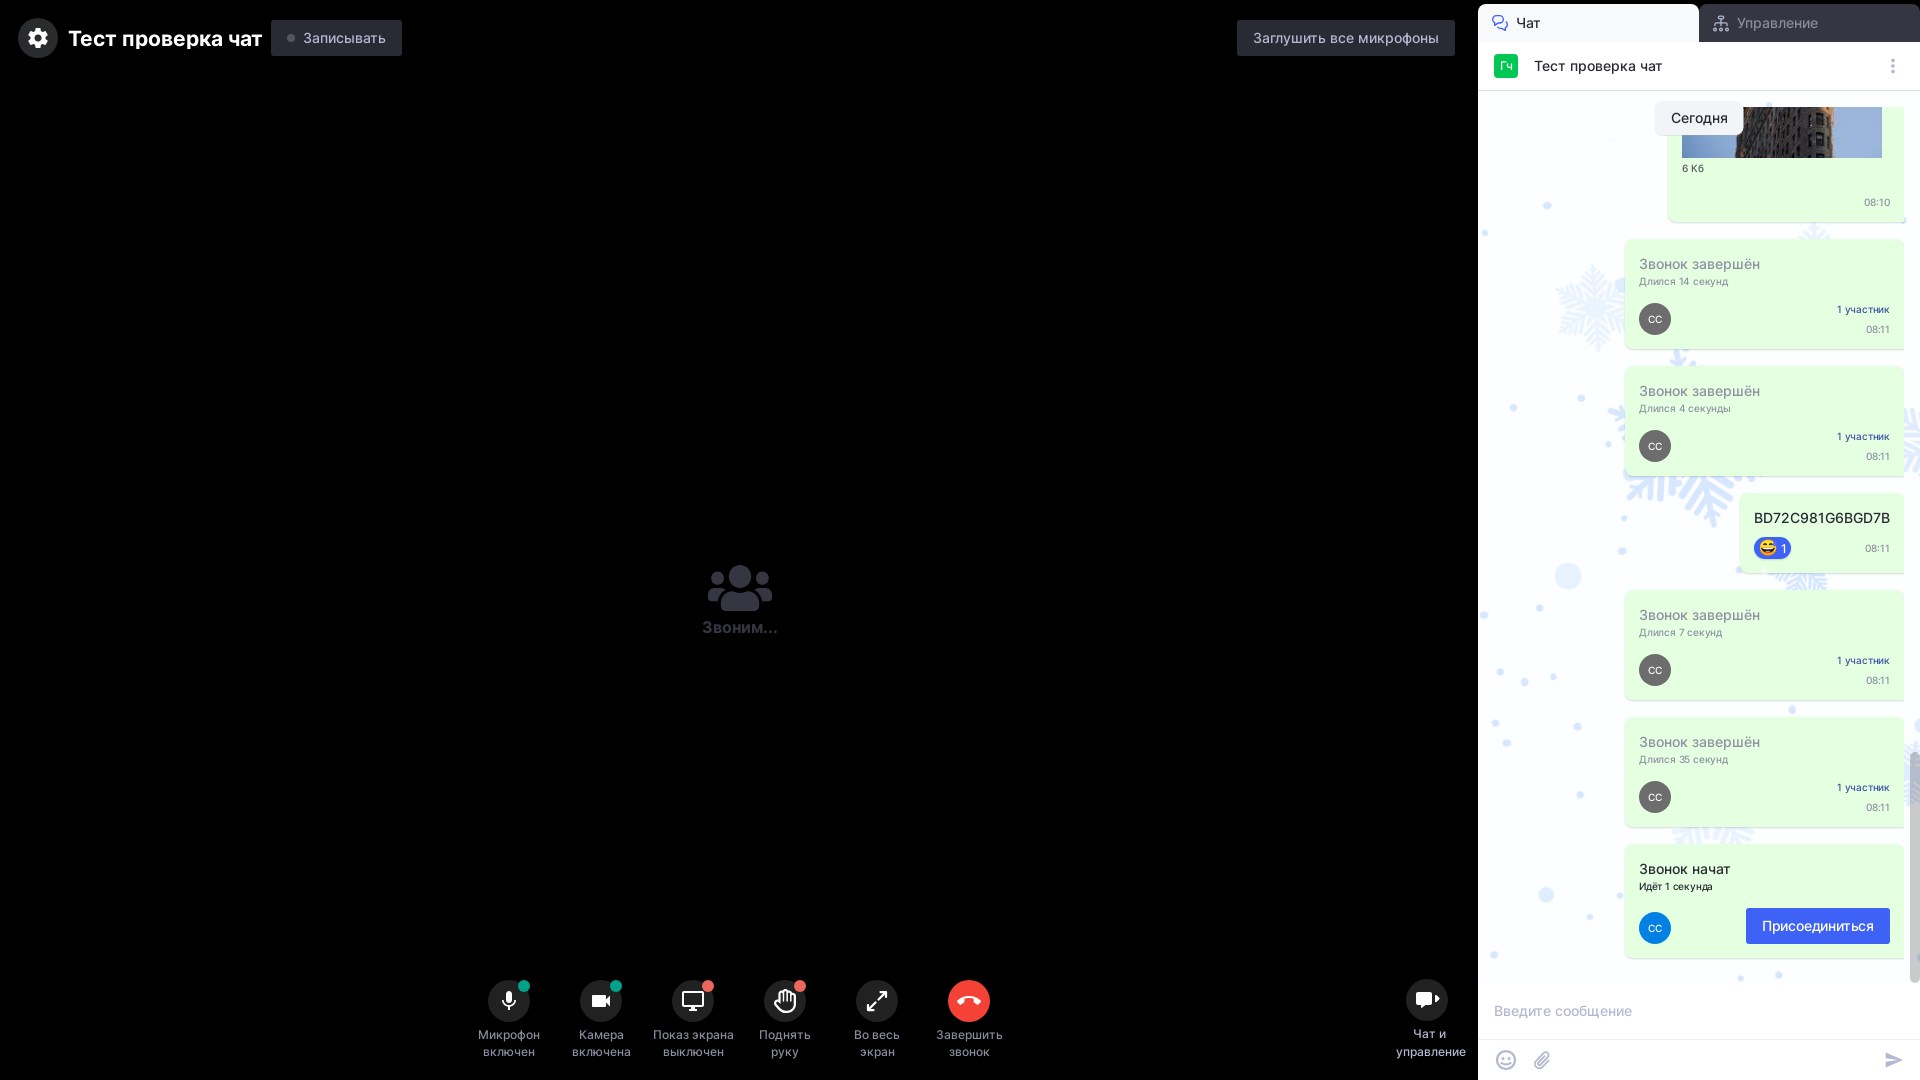 Тест проверка чат
Записывать
Заглушить все микрофоны
Звоним...
Микрофон
включен
Камера
включена
Показ экрана
выключен
Поднять
руку
Во весь
экран
Завершить
звонок
Чат и
управление
Чат
Управление
Гч
Тест проверка чат
Сегодня
6 Кб
08:10
Звонок завершён
Длился 14 секунд
СС
1 участник
08:11
Звонок завершён
Длился 4 секунды
СС
1 участник
08:11
BD72C981G6BGD7B
1
08:11
Звонок завершён
Длился 7 секунд
СС
1 участник
08:11
Звонок завершён
Длился 35 секунд
СС
1 участник
08:11
Звонок начат
Идёт 1 секунда
СС
Присоединиться
Введите сообщение